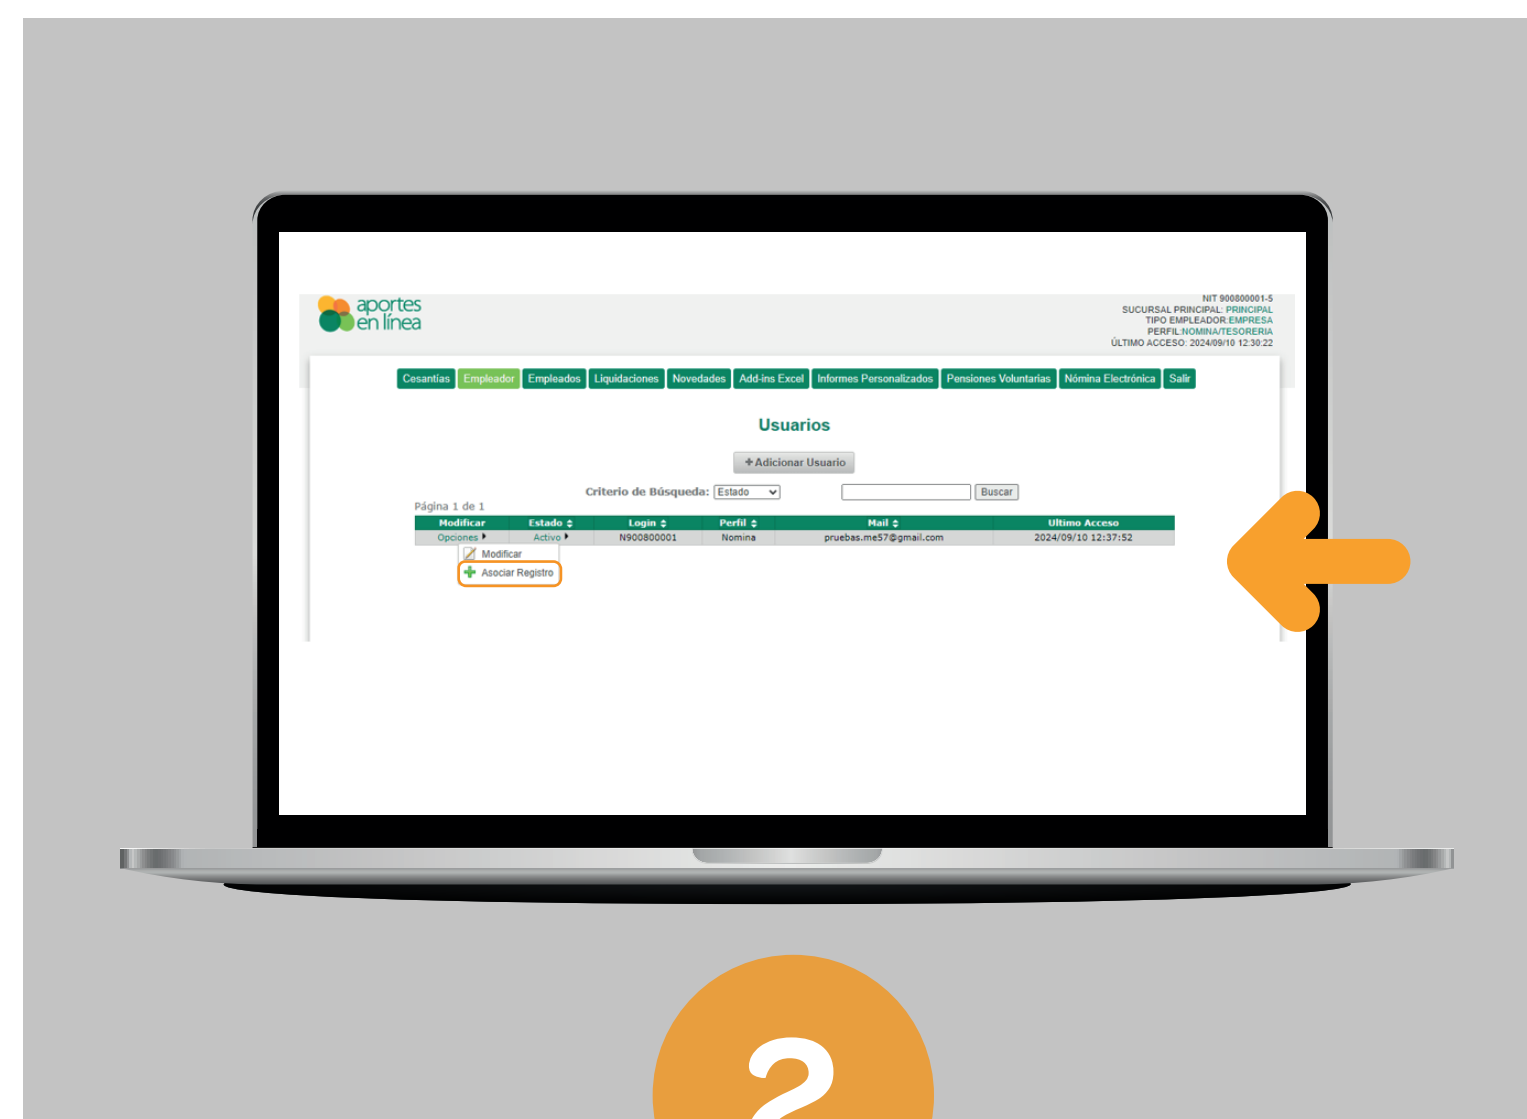 aportes
en línea
NIT 900800001-5
SUCURSAL PRINCIPAL: PRINCIPAL
TIPO EMPLEADOR:EMPRESA
PERFIL:NOMINA/TESORERIA
ÚLTIMO ACCESO: 2024/09/10 12:30:22
Cesantías Empleador Empleados Liquidaciones Novedades Add-ins Excel Informes Personalizados Pensiones Voluntarias Nómina Electrónica Salir
Usuarios
+Adicionar Usuario
Criterio de Búsqueda: Estado Buscar
Página 1 de 1
Modificar Estado Login Perfil Mail Ultimo Acceso
Opciones Activo N900800001 Nomina pruebas.me57@gmail.com 2024/09/10 12:37:52
Modificar
Asociar Registro
2